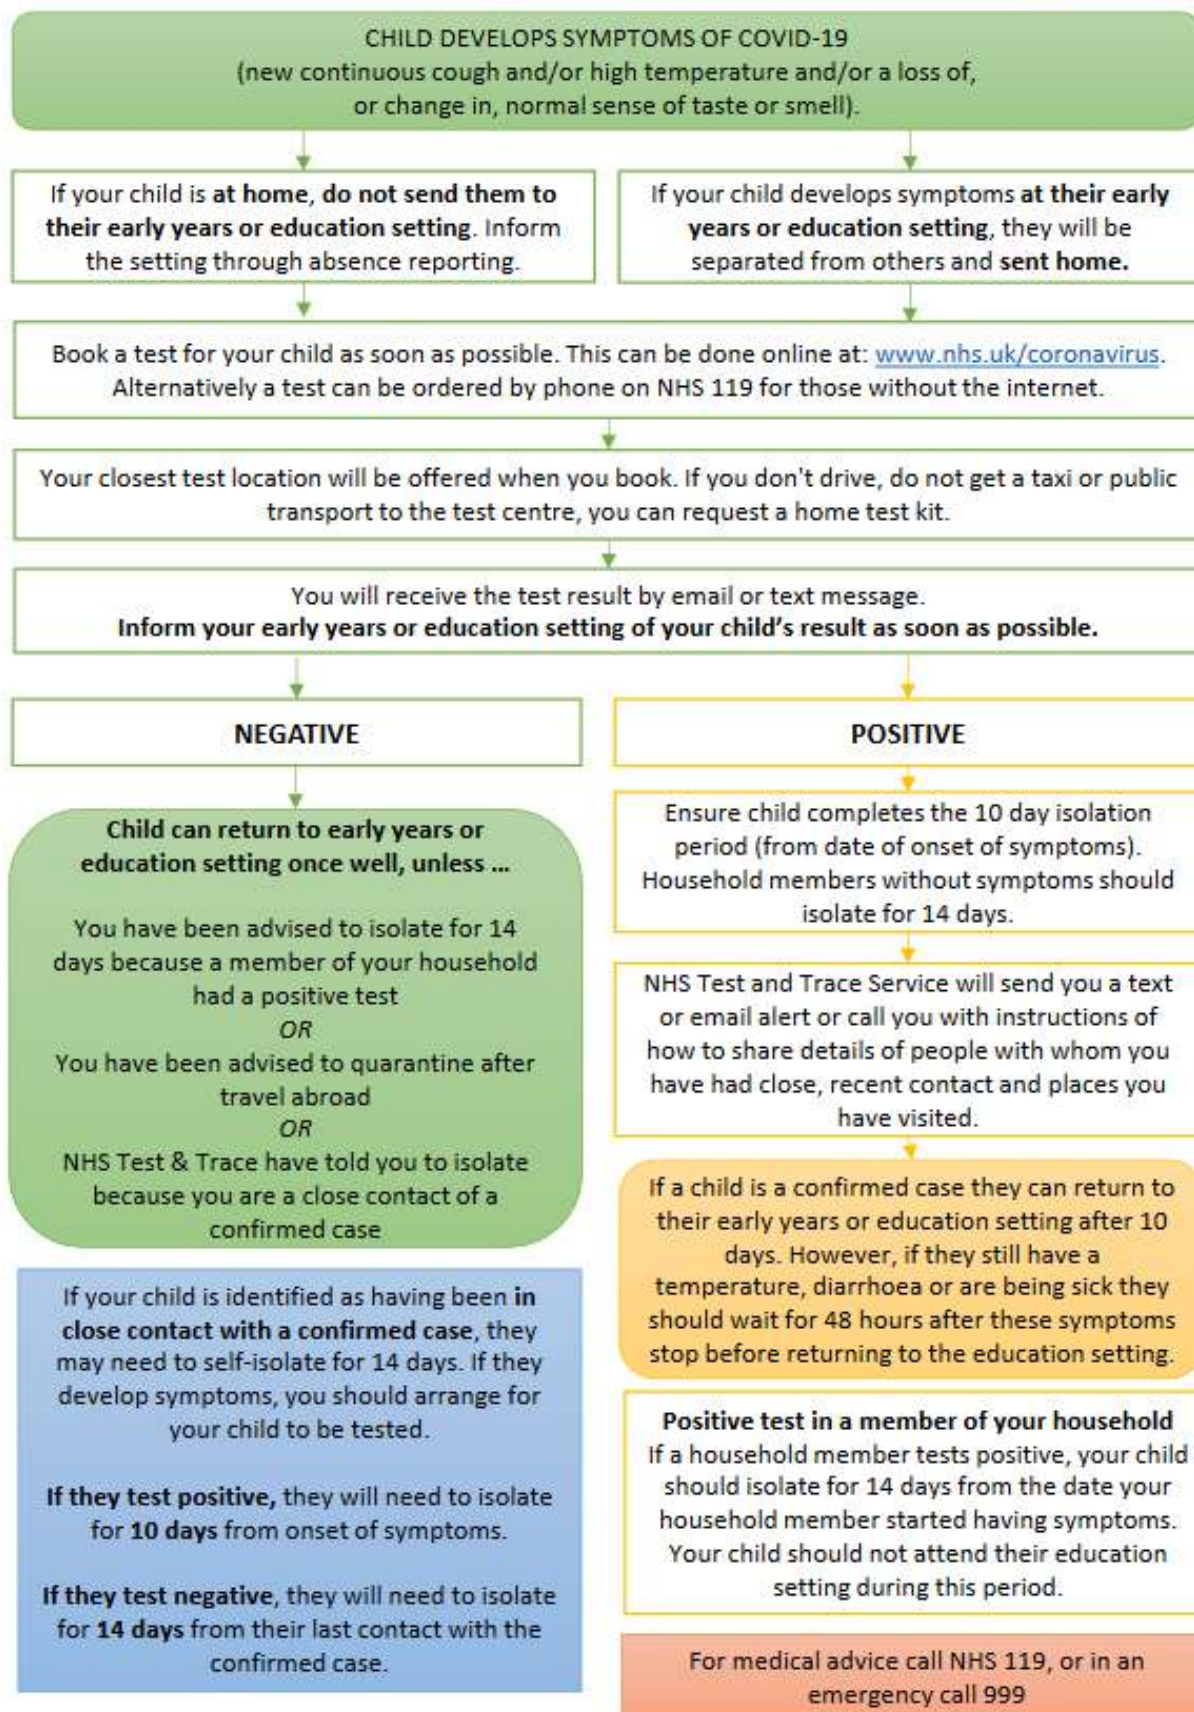 CHILD DEVELOPS SYMPTOMS OF COVID-19
(new continuous cough and/or high temperature and/or a loss of,
or change in, normal sense of taste or smell).
If your child is at home, do not send them to
their early years or education setting. Inform
the setting through absence reporting.
If your child develops symptoms at their early
years or education setting, they will be
separated from others and sent home.
Book a test for your child as soon as possible. This can be done online at: www.nhs.uk/coronavirus.
Alternatively a test can be ordered by phone on NHS 119 for those without the internet.
Your closest test location will be offered when you book. If you don't drive, do not get a taxi or public
transport to the test centre, you can request a home test kit.
You will receive the test result by email or text message.
Inform your early years or education setting of your child's result as soon as possible.
NEGATIVE
Child can return to early years or
education setting once well, unless ...
You have been advised to isolate for 14
days because a member of your household
had a positive test
OR
You have been advised to quarantine after
travel abroad
OR
NHS Test & Trace have told you to isolate
because you are a close contact of a
confirmed case
If your child is identified as having been in
close contact with a confirmed case, they
may need to self-isolate for 14 days. If they
develop symptoms, you should arrange for
your child to be tested.
If they test positive, they will need to isolate
for 10 days from onset of symptoms.
If they test negative, they will need to isolate
for 14 days from their last contact with the
confirmed case.
POSITIVE
Ensure child completes the 10 day isolation
period (from date of onset of symptoms).
Household members without symptoms should
isolate for 14 days.
NHS Test and Trace Service will send you a text
or email alert or call you with instructions of
how to share details of people with whom you
have had close, recent contact and places you
have visited.
If a child is a confirmed case they can return to
their early years or education setting after 10
days. However, if they still have a
temperature, diarrhoea or are being sick they
should wait for 48 hours after these symptoms
stop before returning to the education setting.
Positive test in a member of your household
If a household member tests positive, your child
should isolate for 14 days from the date your
household member started having symptoms.
Your child should not attend their education
setting during this period.
For medical advice call NHS 119, or in an
emergency call 999